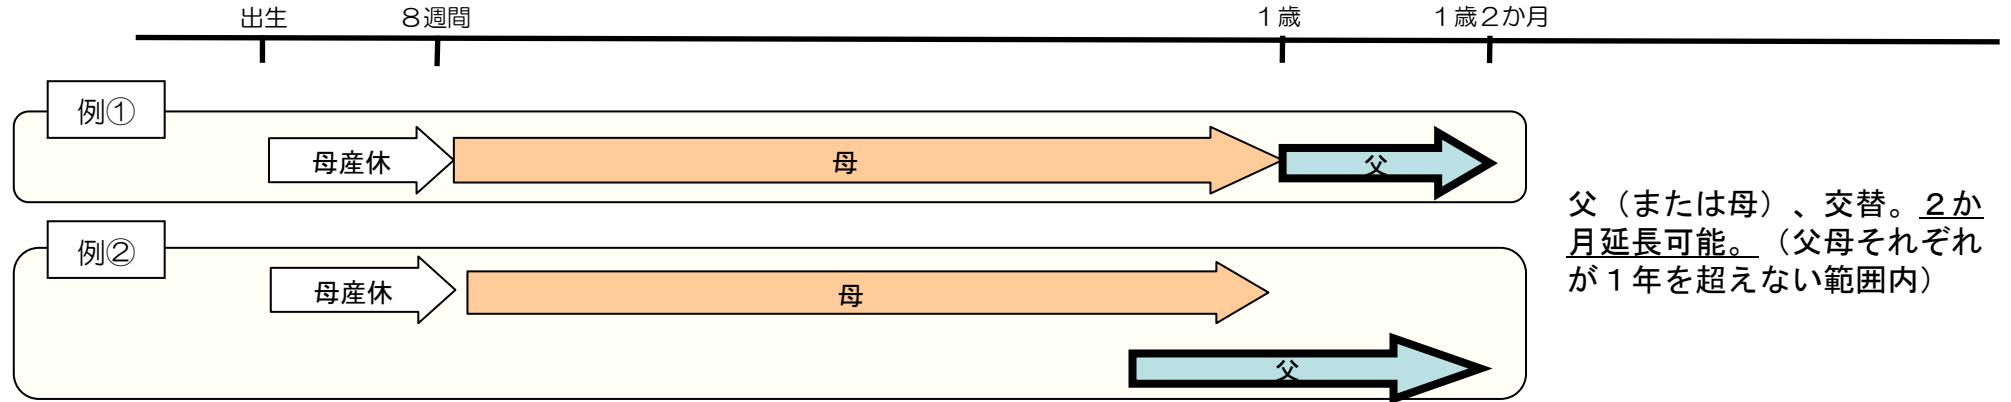 出生 8週間 1歳 1歳2か月
例①
母産休 母 父
例②
母産休 母
父
父（または母）、交替。２か
月延長可能。（父母それぞれ
が１年を超えない範囲内）